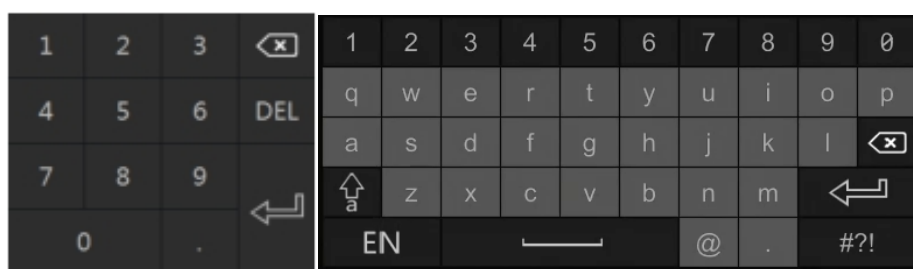 1 2 3
4 5 6 DEL
7 8 9
0 .
1 2 3 4 5 6 7 8 9 0
q w e r t y u i o p
a s d f g h j k l
a z x c v b n m
EN @ . #?!